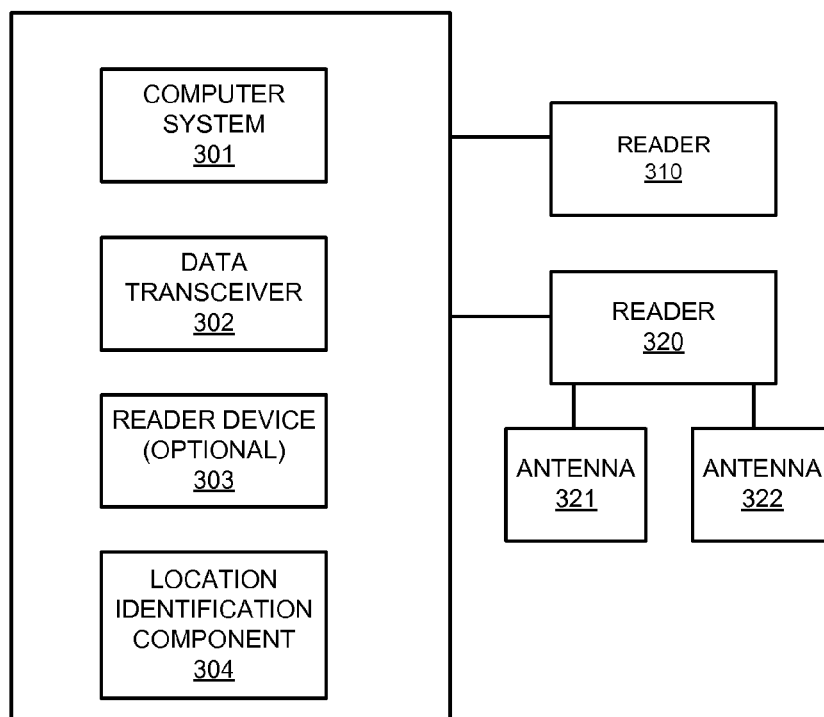 COMPUTER
SYSTEM
301
DATA
TRANSCEIVER
302
READER DEVICE
(OPTIONAL)
303
LOCATION
IDENTIFICATION
COMPONENT
304
READER
310
READER
320
ANTENNA
321
ANTENNA
322